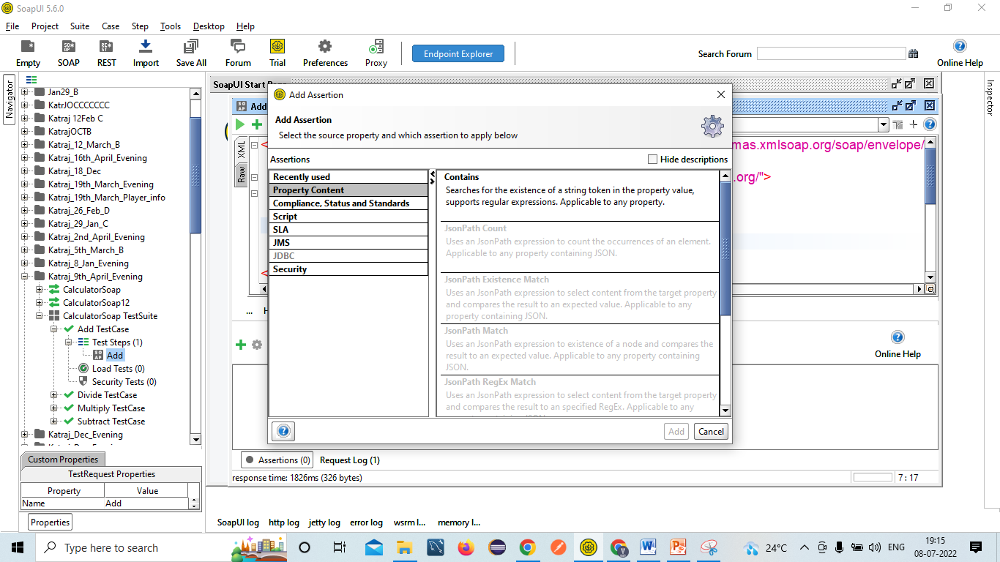 SoapUI 5.6.0
File Project Suite Case Step Tools Desktop Help
Empty SOAP REST Import Save All Forum Trial Preferences Proxy Endpoint Explorer Search Forum Online Help
Navigator
Inspector
Jan29_B
KatrJOCCCCCCC
Katraj 12Feb C
KatrajOCTB
Katraj_12_March_B
Katraj_16th_April_Evening
Katraj_18_Dec
Katraj_19th_March_Evening
Katraj_19th_March_Player_info
Katraj_26_Feb_D
Katraj_29_Jan_C
Katraj_2nd_April_Evening
Katraj_5th_March_B
Katraj_8_Jan_Evening
Katraj_9th_April_Evening
CalculatorSoap
CalculatorSoap12
CalculatorSoap TestSuite
Add TestCase
Test Steps (1)
Add
Load Tests (0)
Security Tests (0)
Divide TestCase
Multiply TestCase
Subtract TestCase
Katraj_Dec_Evening
Custom Properties
TestRequest Properties
Property Value
Name Add
Properties
SoapUI Start
Add
XML
Raw
<
mas.xmlsoap.org/soap/envelope/
.org/">
<
... H
Add Assertion
Add Assertion
Select the source property and which assertion to apply below
Assertions Hide descriptions
Recently used
Property Content
Compliance, Status and Standards
Script
SLA
JMS
JDBC
Security
Contains
Searches for the existence of a string token in the property value,
supports regular expressions. Applicable to any property.
JsonPath Count
Uses an JsonPath expression to count the occurrences of an element.
Applicable to any property containing JSON.
JsonPath Existence Match
Uses an JsonPath expression to select content from the target property
and compares the result to an expected value. Applicable to any
property containing JSON.
JsonPath Match
Uses an JsonPath expression to existence of a node and compares the
result to an expected value. Applicable to any property containing
JSON.
JsonPath RegEx Match
Uses an JsonPath expression to select content from the target property
and compares the result to an specified RegEx. Applicable to any
Add Cancel
Online Help
Assertions (0) Request Log (1)
response time: 1826ms (326 bytes) 7 : 17
SoapUI log http log jetty log error log wsrm l... memory l...
Type here to search
24°C ENG 19:15
08-07-2022